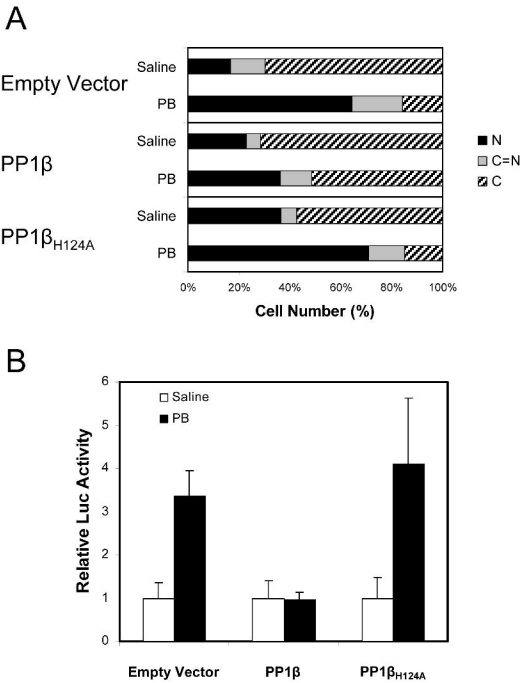 A
Saline
Empty Vector
PB
Saline
PP1β
PB
Saline
PP1βH124A
PB
N
C=N
C
0% 20% 40% 60% 80% 100%
Cell Number (%)
B
6
5
4
3
2
1
0
Relative Luc Activity
Saline
PB
Empty Vector PP1β PP1βH124A